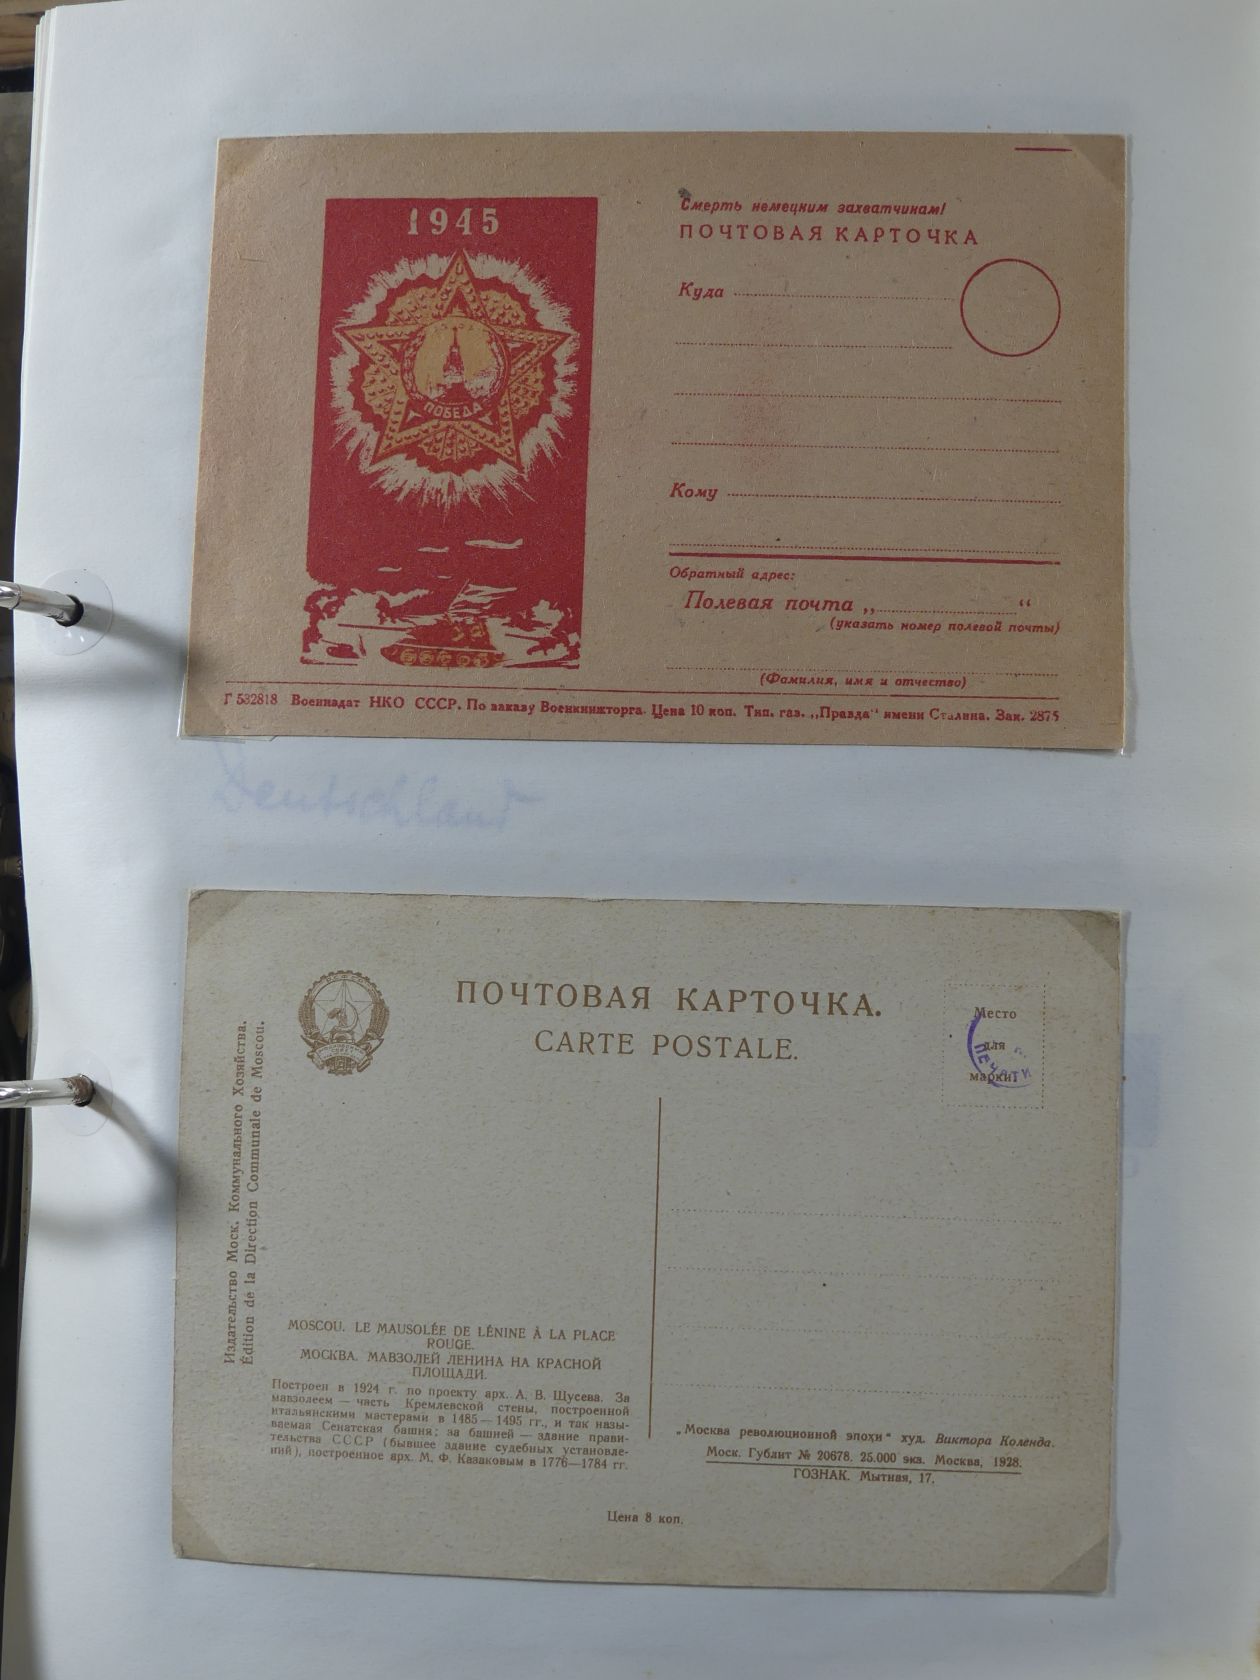 1945
ПОБЕДА
Смерть немецким захватчинам!
ПОЧТОВАЯ КАРТОЧКА
Куда
Кому
Обратный адрес:
Полевая почта „ “
(указать номер полевой почты)
(Фамилия, имя и отчество)
Г 532818 Воениздат НКО СССР. По заказу Военкнижторга. Цена 10 коп. Тип. газ. „Правда“ имени Сталина. Зак. 2875
Deutschland
ПОЧТОВАЯ КАРТОЧКА.
CARTE POSTALE.
Место
для
марки.
г.
ПЕЧАТИ
Издательство Моск. Коммунального Хозяйства.
Édition de la Direction Communale de Moscou.
MOSCOU. LE MAUSOLÉE DE LÉNINE À LA PLACE
ROUGE.
МОСКВА. МАВЗОЛЕЙ ЛЕНИНА НА КРАСНОЙ
ПЛОЩАДИ.
Построен в 1924 г. по проекту арх. А. В. Щусева. За
мавзолеем — часть Кремлевской стены, построенной
итальянскими мастерами в 1485—1495 гг., и так назы-
ваемая Сенатская башня; за башней — здание прави-
тельства СССР (бывшее здание судебных установле-
ний), построенное арх. М. Ф. Казаковым в 1776—1784 гг.
„Москва революционной эпохи“ худ. Виктора Коленда.
Моск. Гублит № 20678. 25.000 экз. Москва, 1928.
ГОЗНАК. Мытная, 17.
Цена 8 коп.